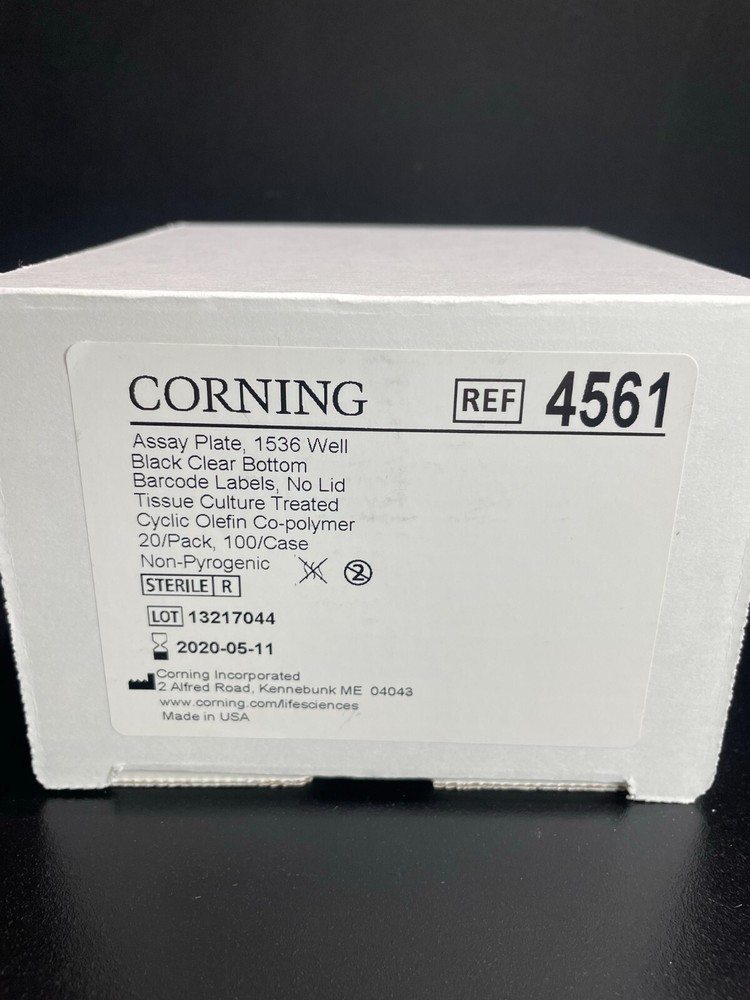 CORNING REF 4561
Assay Plate, 1536 Well
Black Clear Bottom
Barcode Labels, No Lid
Tissue Culture Treated
Cyclic Olefin Co-polymer
20/Pack, 100/Case
Non-Pyrogenic 2
STERILE R
LOT 13217044
2020-05-11
Corning Incorporated
2 Alfred Road, Kennebunk ME 04043
www.corning.com/lifesciences
Made in USA